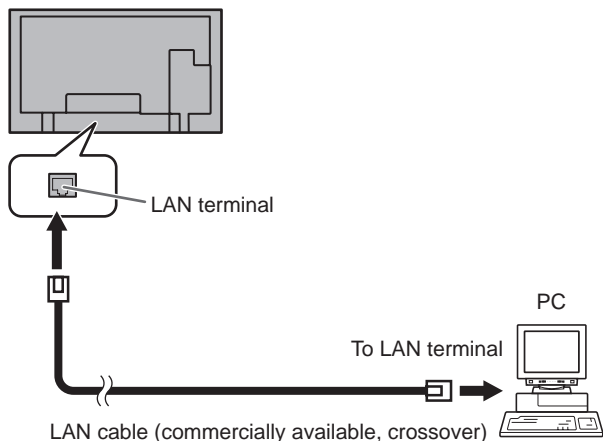 LAN terminal
PC
To LAN terminal
LAN cable (commercially available, crossover)